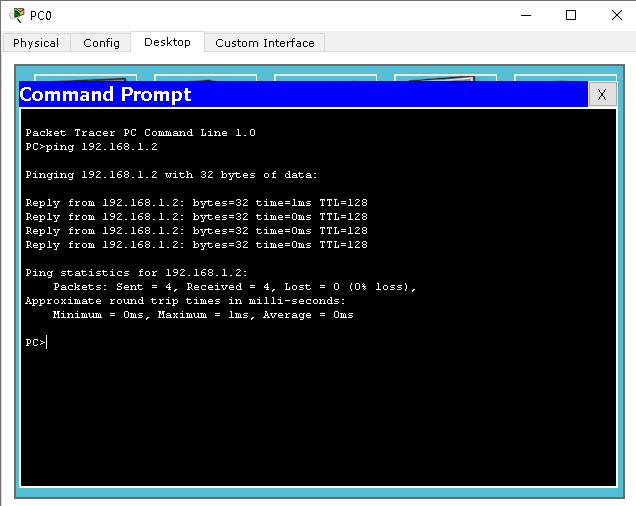 PC0
Physical Config Desktop Custom Interface
Command Prompt X
Packet Tracer PC Command Line 1.0
PC>ping 192.168.1.2
Pinging 192.168.1.2 with 32 bytes of data:
Reply from 192.168.1.2: bytes=32 time=1ms TTL=128
Reply from 192.168.1.2: bytes=32 time=0ms TTL=128
Reply from 192.168.1.2: bytes=32 time=0ms TTL=128
Reply from 192.168.1.2: bytes=32 time=0ms TTL=128
Ping statistics for 192.168.1.2:
Packets: Sent = 4, Received = 4, Lost = 0 (0% loss),
Approximate round trip times in milli-seconds:
Minimum = 0ms, Maximum = 1ms, Average = 0ms
PC>